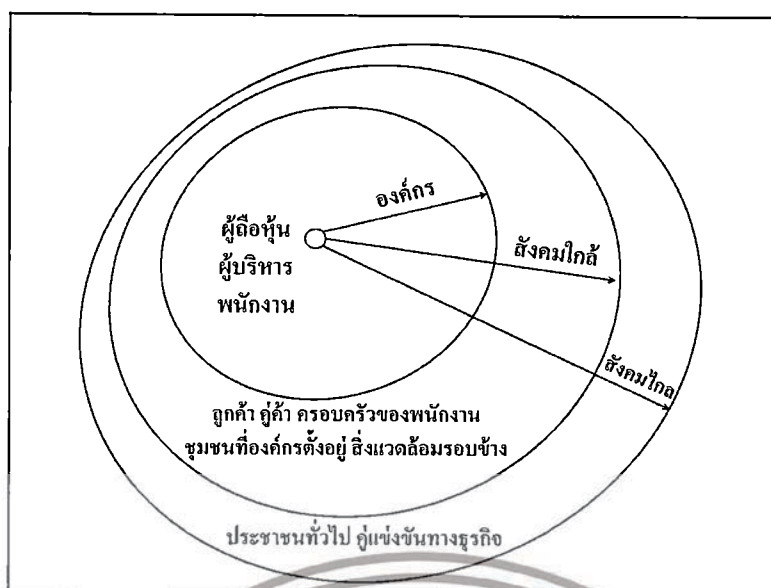 องค์กร
ผู้ถือหุ้น
ผู้บริหาร
พนักงาน
สังคมใกล้
สังคมไกล
ลูกค้า คู่ค้า ครอบครัวของพนักงาน
ชุมชนที่องค์กรตั้งอยู่ สิ่งแวดล้อมรอบข้าง
ประชาชนทั่วไป คู่แข่งขันทางธุรกิจ